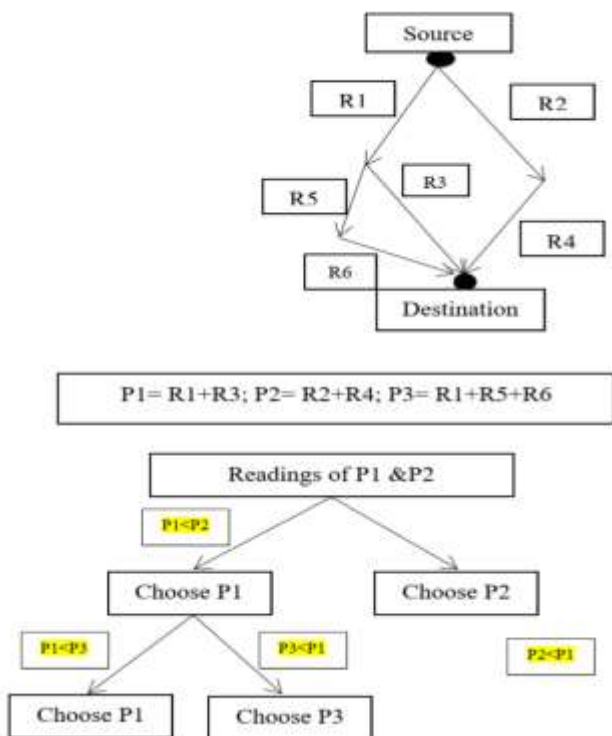 Source
R1
R2
R3
R5
R4
R6
Destination
P1= R1+R3; P2= R2+R4; P3= R1+R5+R6
Readings of P1 &P2
P1<P2
Choose P1
Choose P2
P1<P3
P3<P1
P2<P1
Choose P1
Choose P3